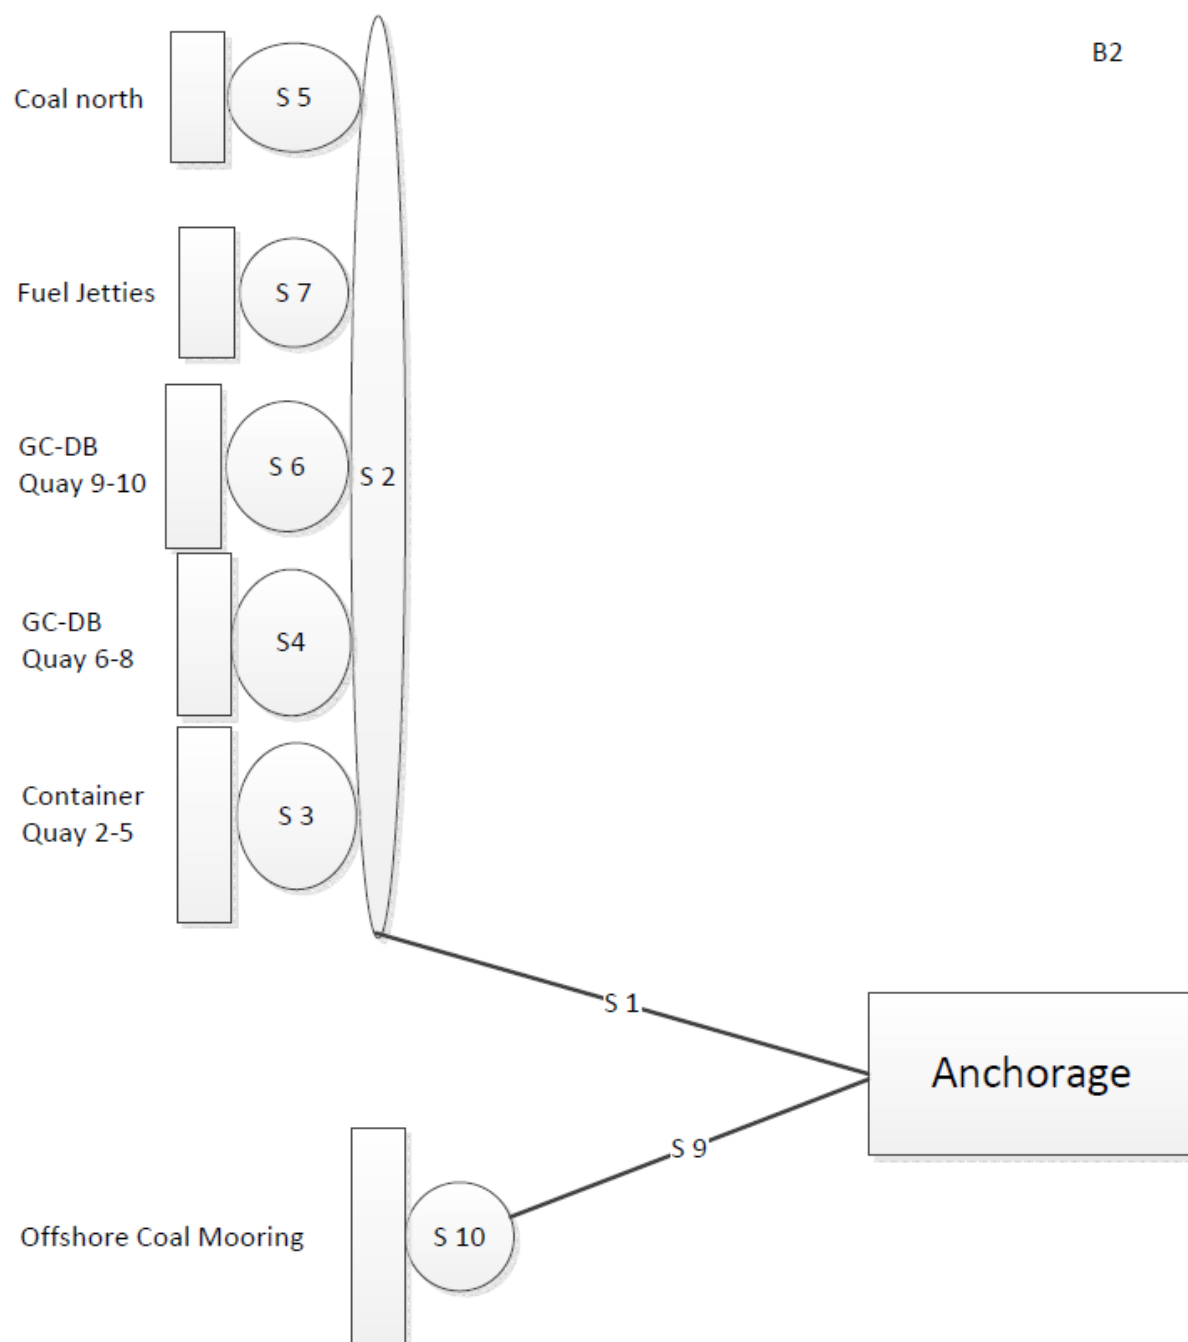 B2
Coal north
S 5
Fuel Jetties
S 7
GC-DB
Quay 9-10
S 6
S 2
GC-DB
Quay 6-8
S4
Container
Quay 2-5
S 3
S 1
Anchorage
S 9
Offshore Coal Mooring
S 10